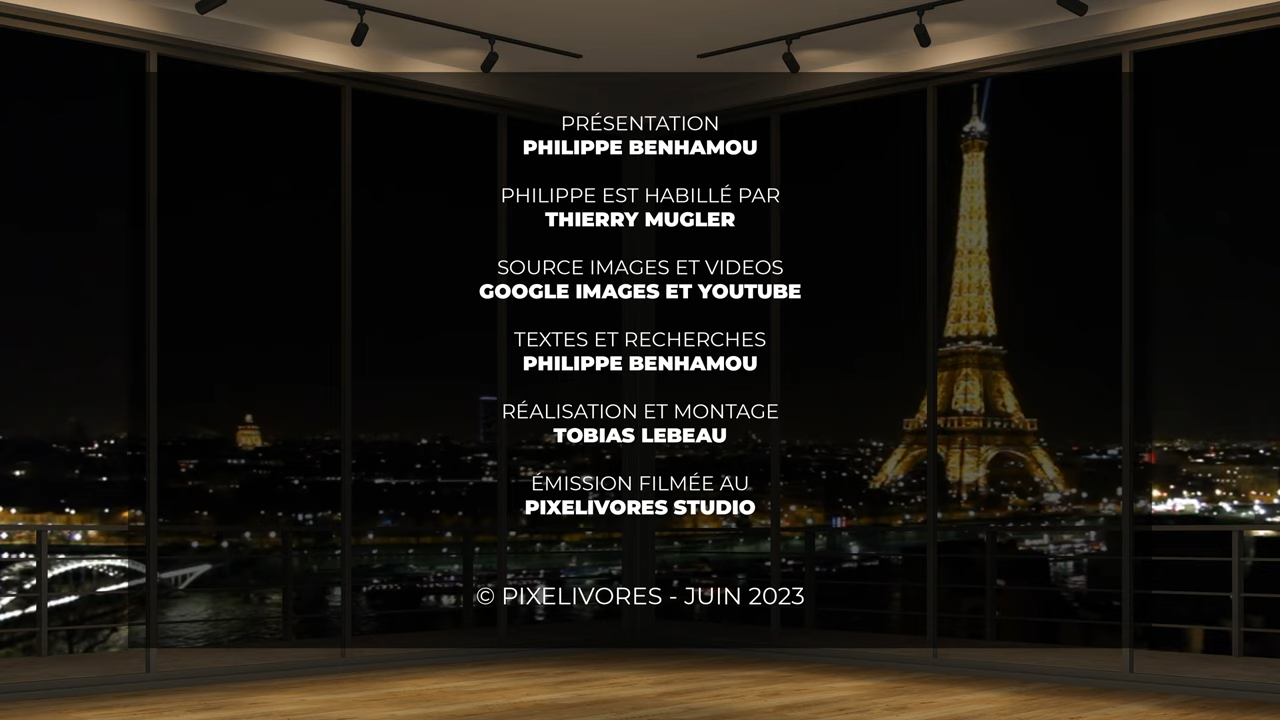 PRÉSENTATION
PHILIPPE BENHAMOU
PHILIPPE EST HABILLÉ PAR
THIERRY MUGLER
SOURCE IMAGES ET VIDEOS
GOOGLE IMAGES ET YOUTUBE
TEXTES ET RECHERCHES
PHILIPPE BENHAMOU
RÉALISATION ET MONTAGE
TOBIAS LEBEAU
ÉMISSION FILMÉE AU
PIXELIVORES STUDIO
© PIXELIVORES - JUIN 2023